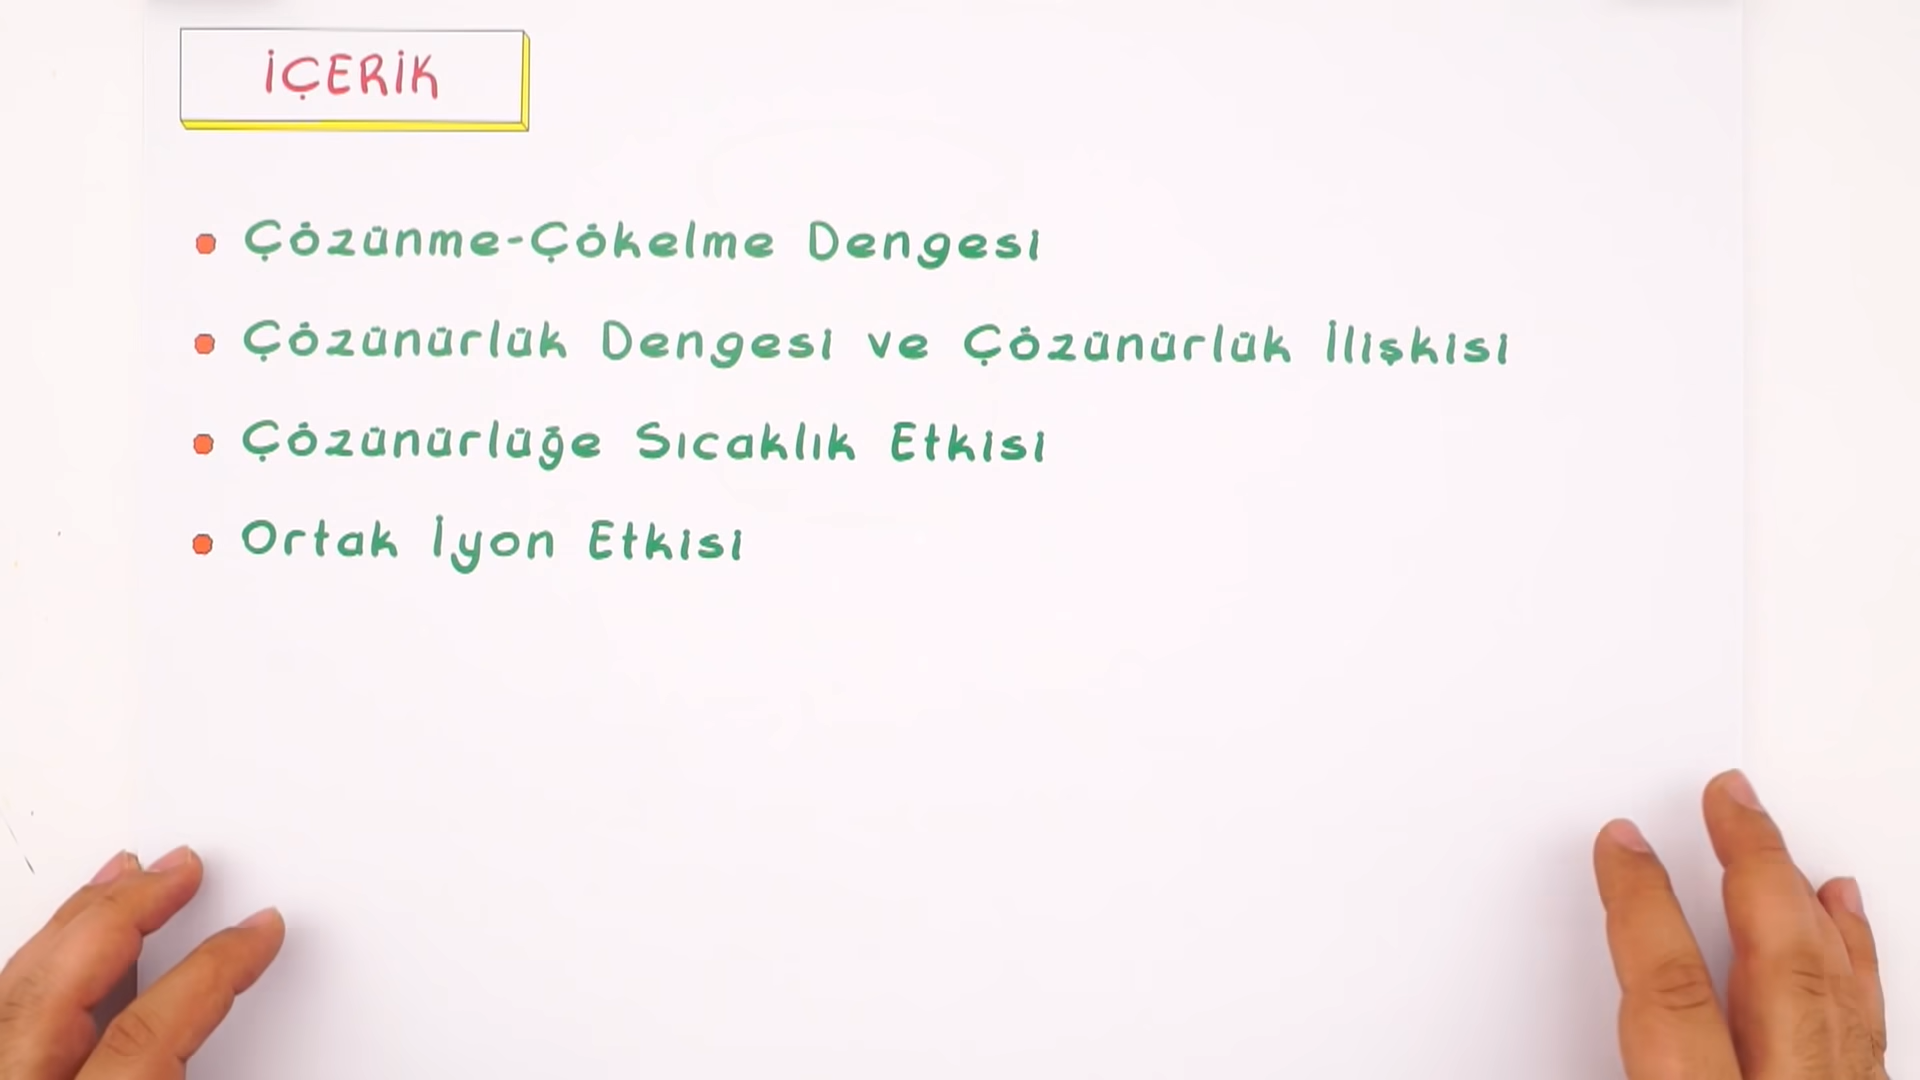 İÇERİK
Çözünme-Çökelme Dengesi
Çözünürlük Dengesi ve Çözünürlük İlişkisi
Çözünürlüğe Sıcaklık Etkisi
Ortak İyon Etkisi